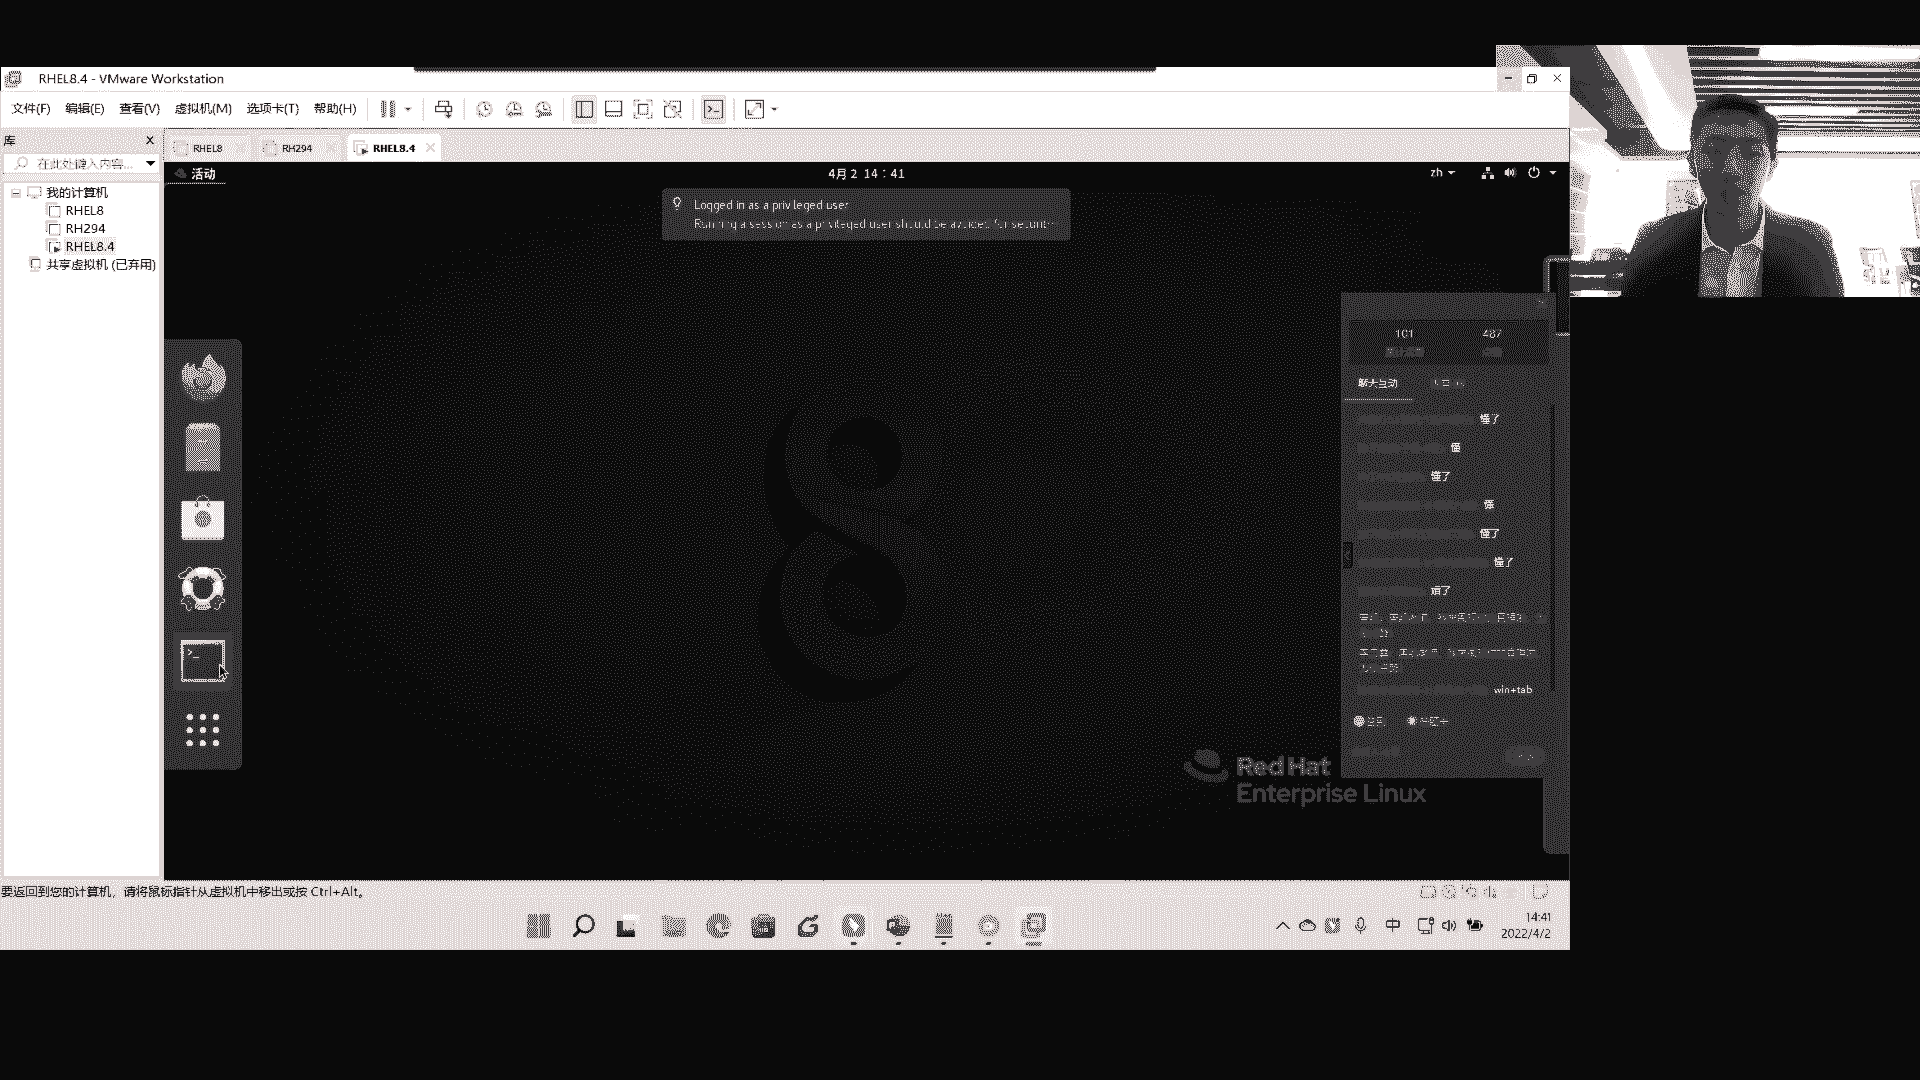 RHEL8.4 - VMware Workstation
文件(F) 编辑(E) 查看(V) 虚拟机(M) 选项卡(T) 帮助(H)
库
在此处键入内容...
我的计算机
RHEL8
RH294
RHEL8.4
共享虚拟机 (已弃用)
RHEL8 RH294 RHEL8.4
活动
4月 2 14：41
zh
Logged in as a privileged user
Running a session as a privileged user should be avoided for securit
101 487
聊天互动
懂了
懂
懂了
懂
懂了
懂了
win+tab
Red Hat
Enterprise Linux
要返回到您的计算机，请将鼠标指针从虚拟机中移出或按 Ctrl+Alt。
中
14:41
2022/4/2